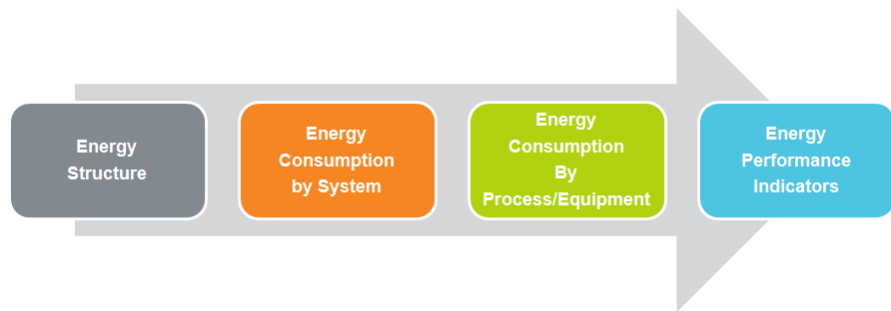 Energy
Structure
Energy
Consumption
by System
Energy
Consumption
By
Process/Equipment
Energy
Performance
Indicators